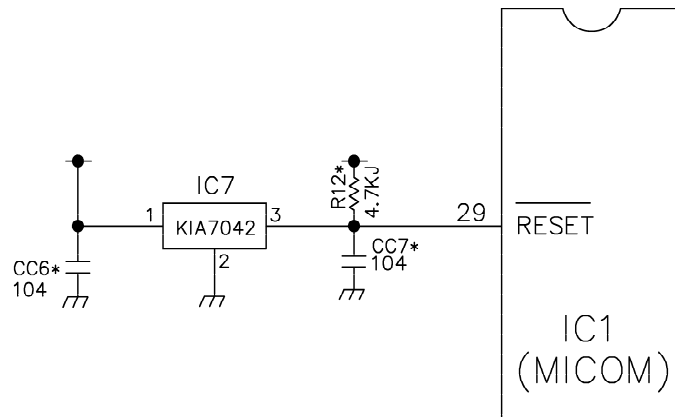 IC7
1
KIA7042
3
2
CC6*
104
R12*
4.7KJ
CC7*
104
29
RESET
IC1
(MICOM)